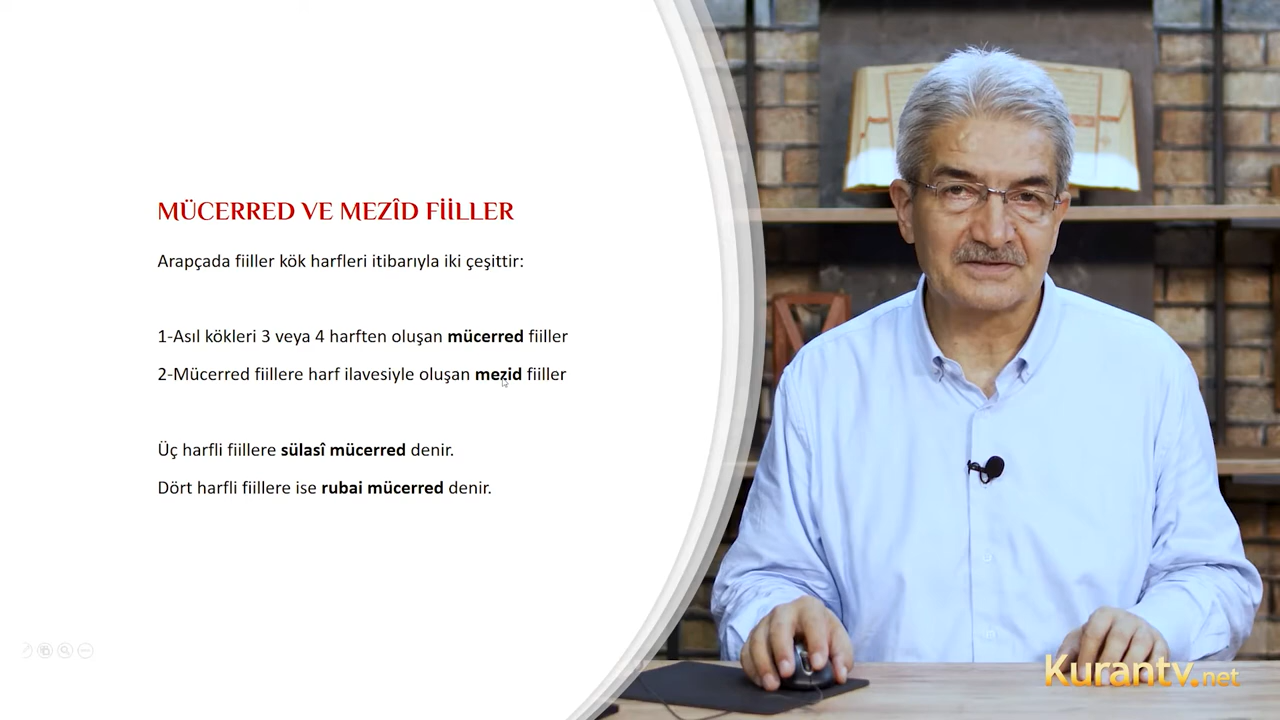 MÜCERRED VE MEZÎD FİİLLER
Arapçada fiiller kök harfleri itibarıyla iki çeşittir:
1-Asıl kökleri 3 veya 4 harften oluşan mücerred fiiller
2-Mücerred fiillere harf ilavesiyle oluşan mezid fiiller
Üç harfli fiillere sülasî mücerred denir.
Dört harfli fiillere ise rubai mücerred denir.
Kurantv.net